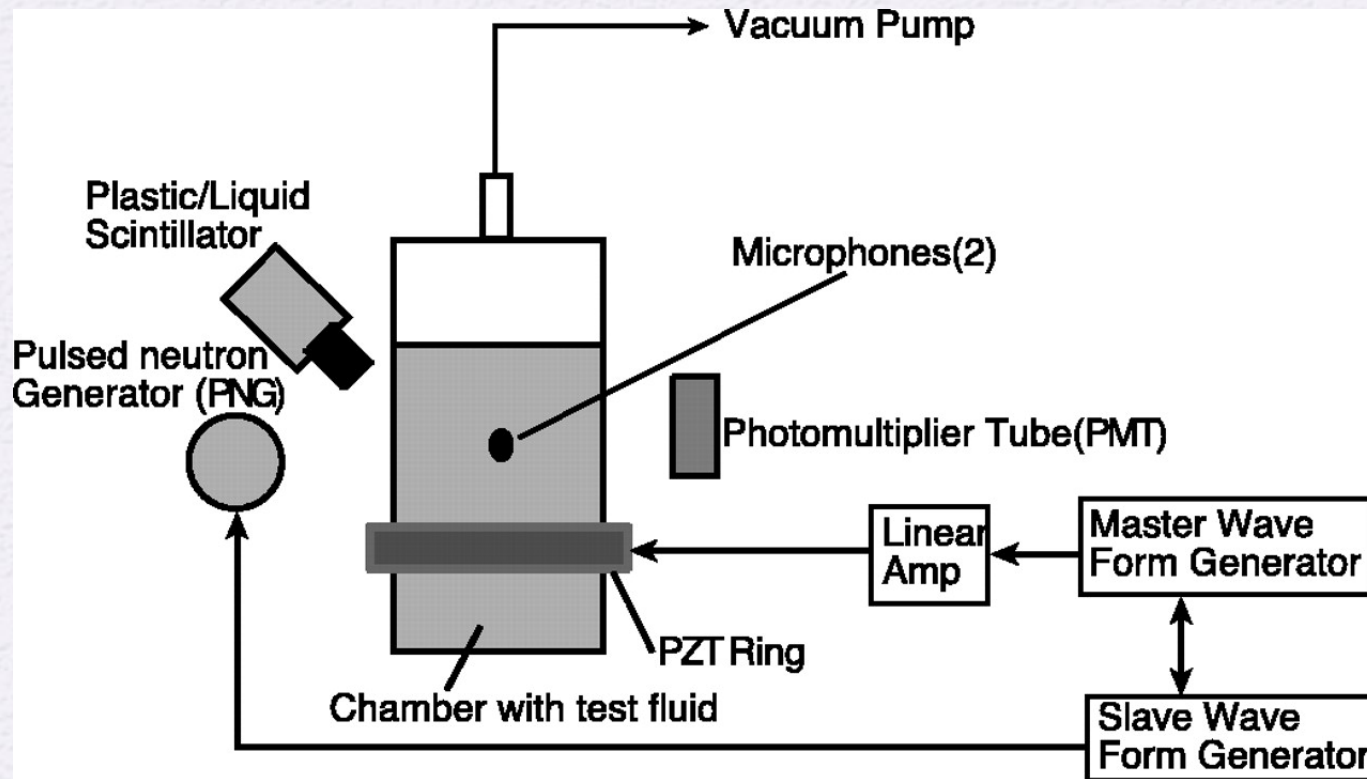 Vacuum Pump
Plastic/Liquid
Scintillator
Microphones(2)
Pulsed neutron
Generator (PNG)
Photomultiplier Tube(PMT)
Linear
Amp
Master Wave
Form Generator
PZT Ring
Chamber with test fluid
Slave Wave
Form Generator